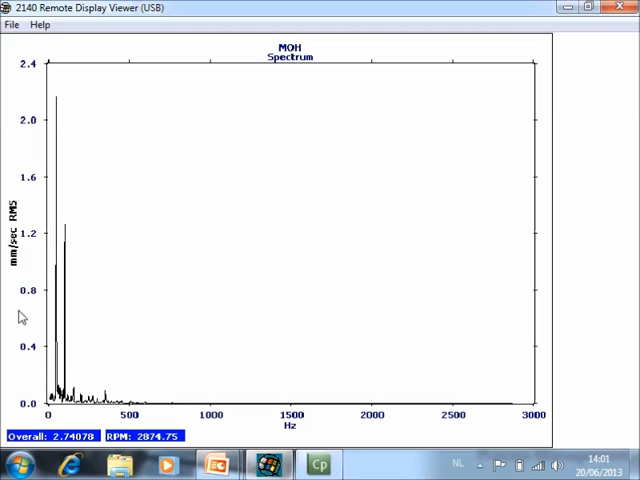 2140 Remote Display Viewer (USB)
File Help
MOH
Spectrum
2.4
2.0
1.6
1.2
0.8
0.4
0.0
mm/sec RMS
0 500 1000 1500 2000 2500 3000
Hz
Overall: 2.74078 RPM: 2874.75
Cp NL 14:01
20/06/2013